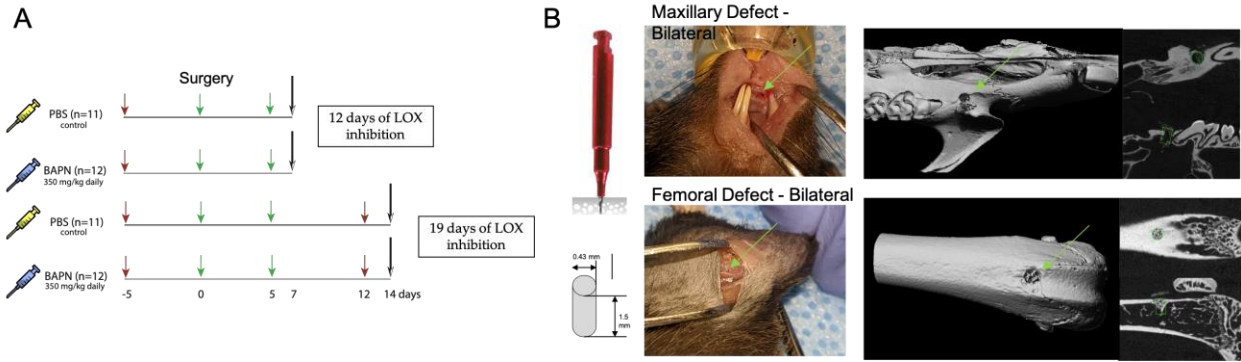 A
Surgery
PBS (n=11)
control
12 days of LOX
inhibition
BAPN (n=12)
350 mg/kg daily
PBS (n=11)
control
19 days of LOX
inhibition
BAPN (n=12)
350 mg/kg daily
-5 0 5 7 12 14 days
B
Maxillary Defect -
Bilateral
Femoral Defect - Bilateral
0.43 mm
1.5
mm